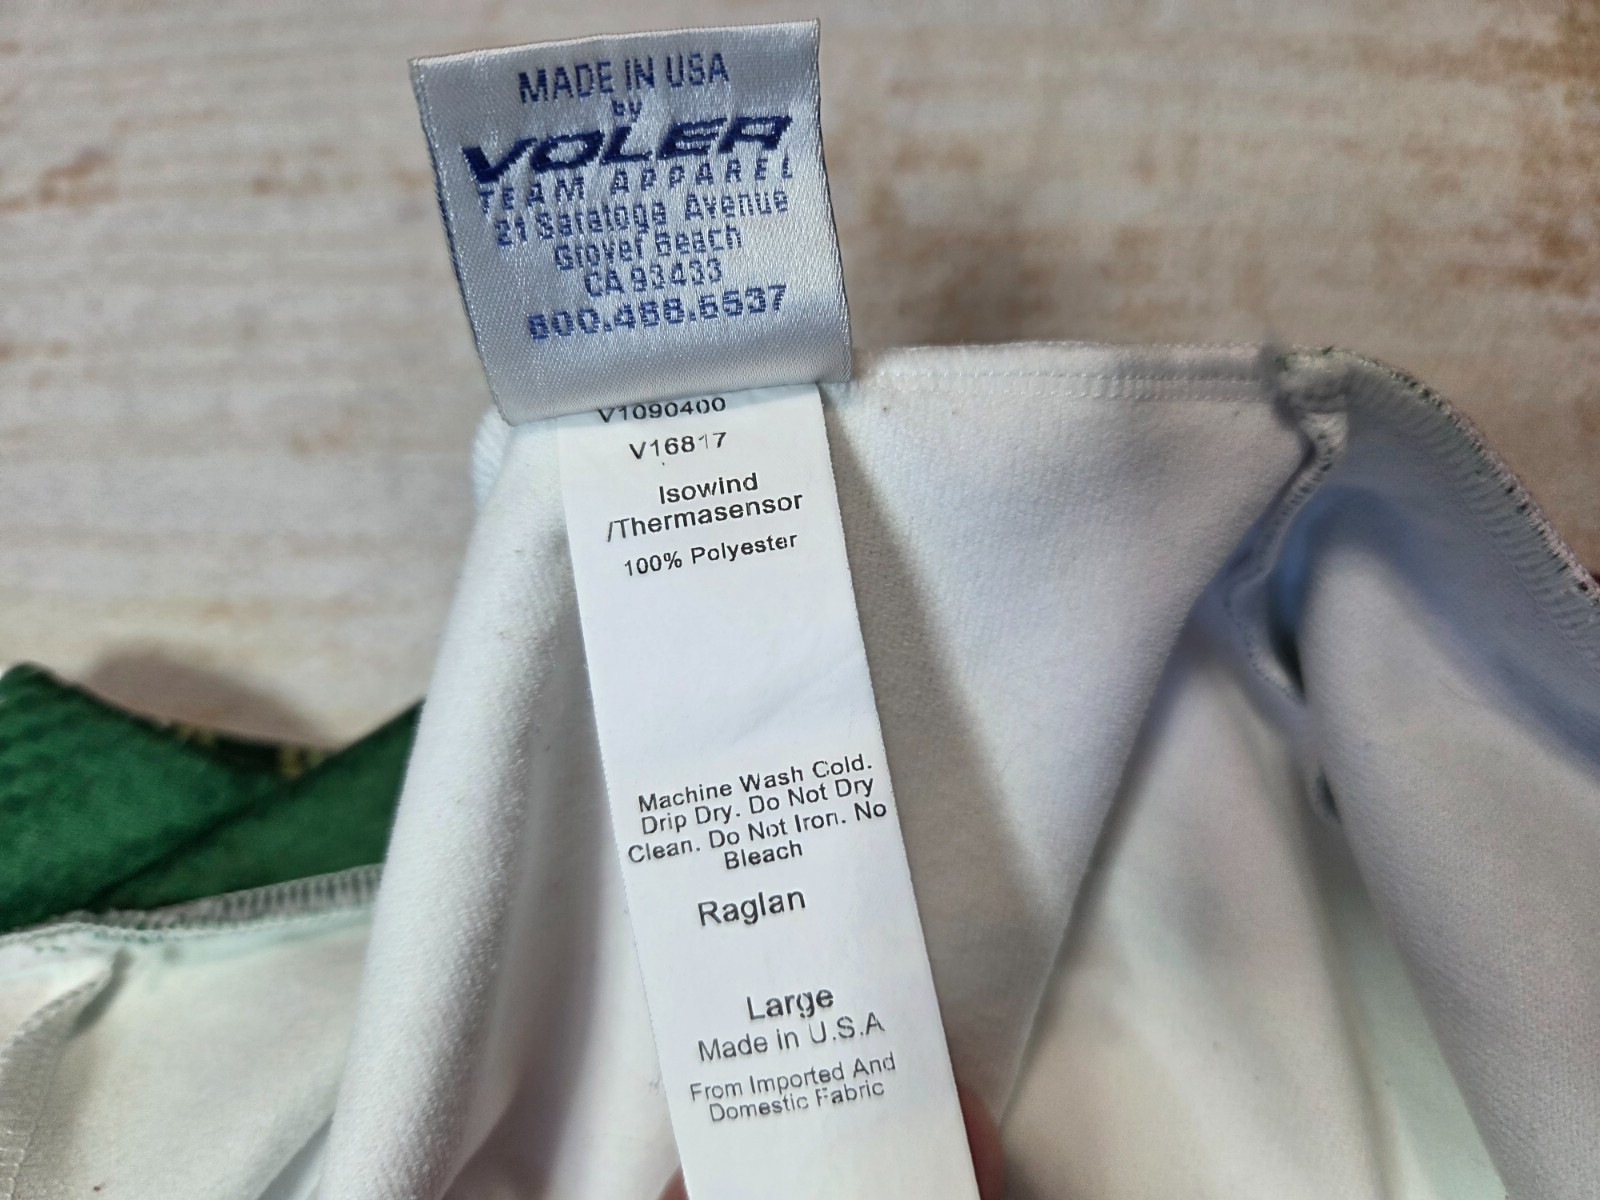 MADE IN USA
by
VOLER
TEAM APPAREL
21 Saratoga Avenue
Grover Beach
CA 93433
800.488.6537
V1090400
V16817
Isowind
/Thermasensor
100% Polyester
Machine Wash Cold.
Drip Dry. Do Not Dry
Clean. Do Not Iron. No
Bleach
Raglan
Large
Made in U.S.A
From Imported And
Domestic Fabric